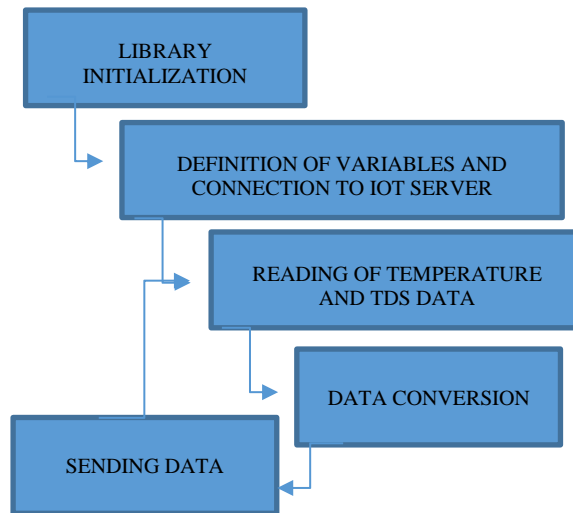 LIBRARY
INITIALIZATION
DEFINITION OF VARIABLES AND
CONNECTION TO IOT SERVER
READING OF TEMPERATURE
AND TDS DATA
DATA CONVERSION
SENDING DATA